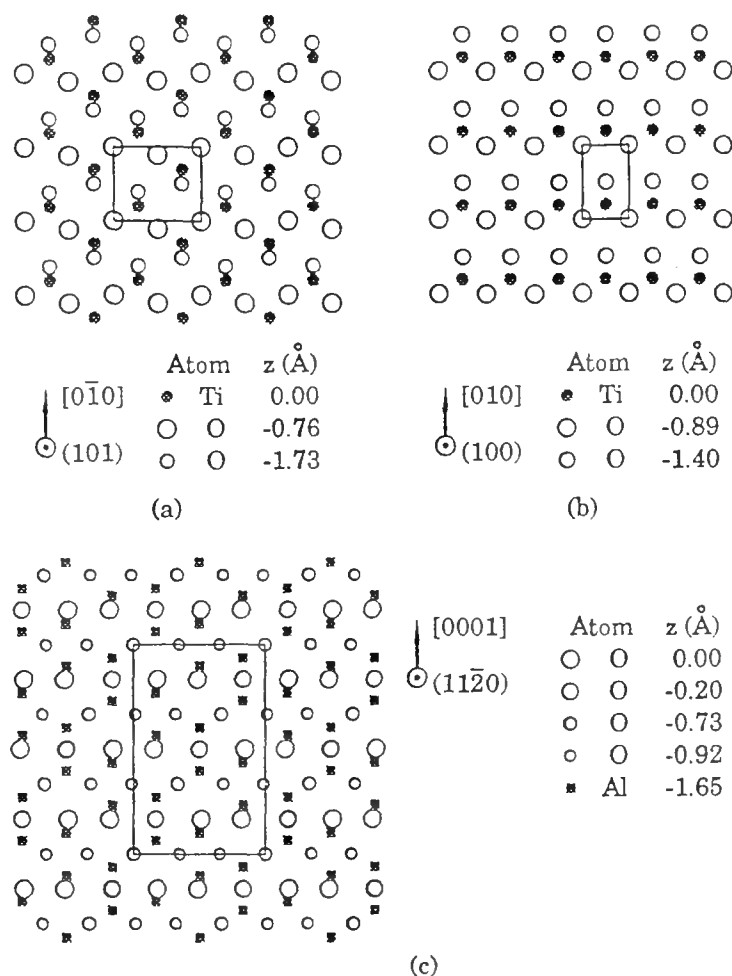 Atom z (Å)
[01̄0] Ti 0.00
O -0.76
(101) O -1.73
(a)
Atom z (Å)
[010] Ti 0.00
O -0.89
(100) O -1.40
(b)
[0001] Atom z (Å)
O 0.00
(112̄0) O -0.20
O -0.73
O -0.92
Al -1.65
(c)